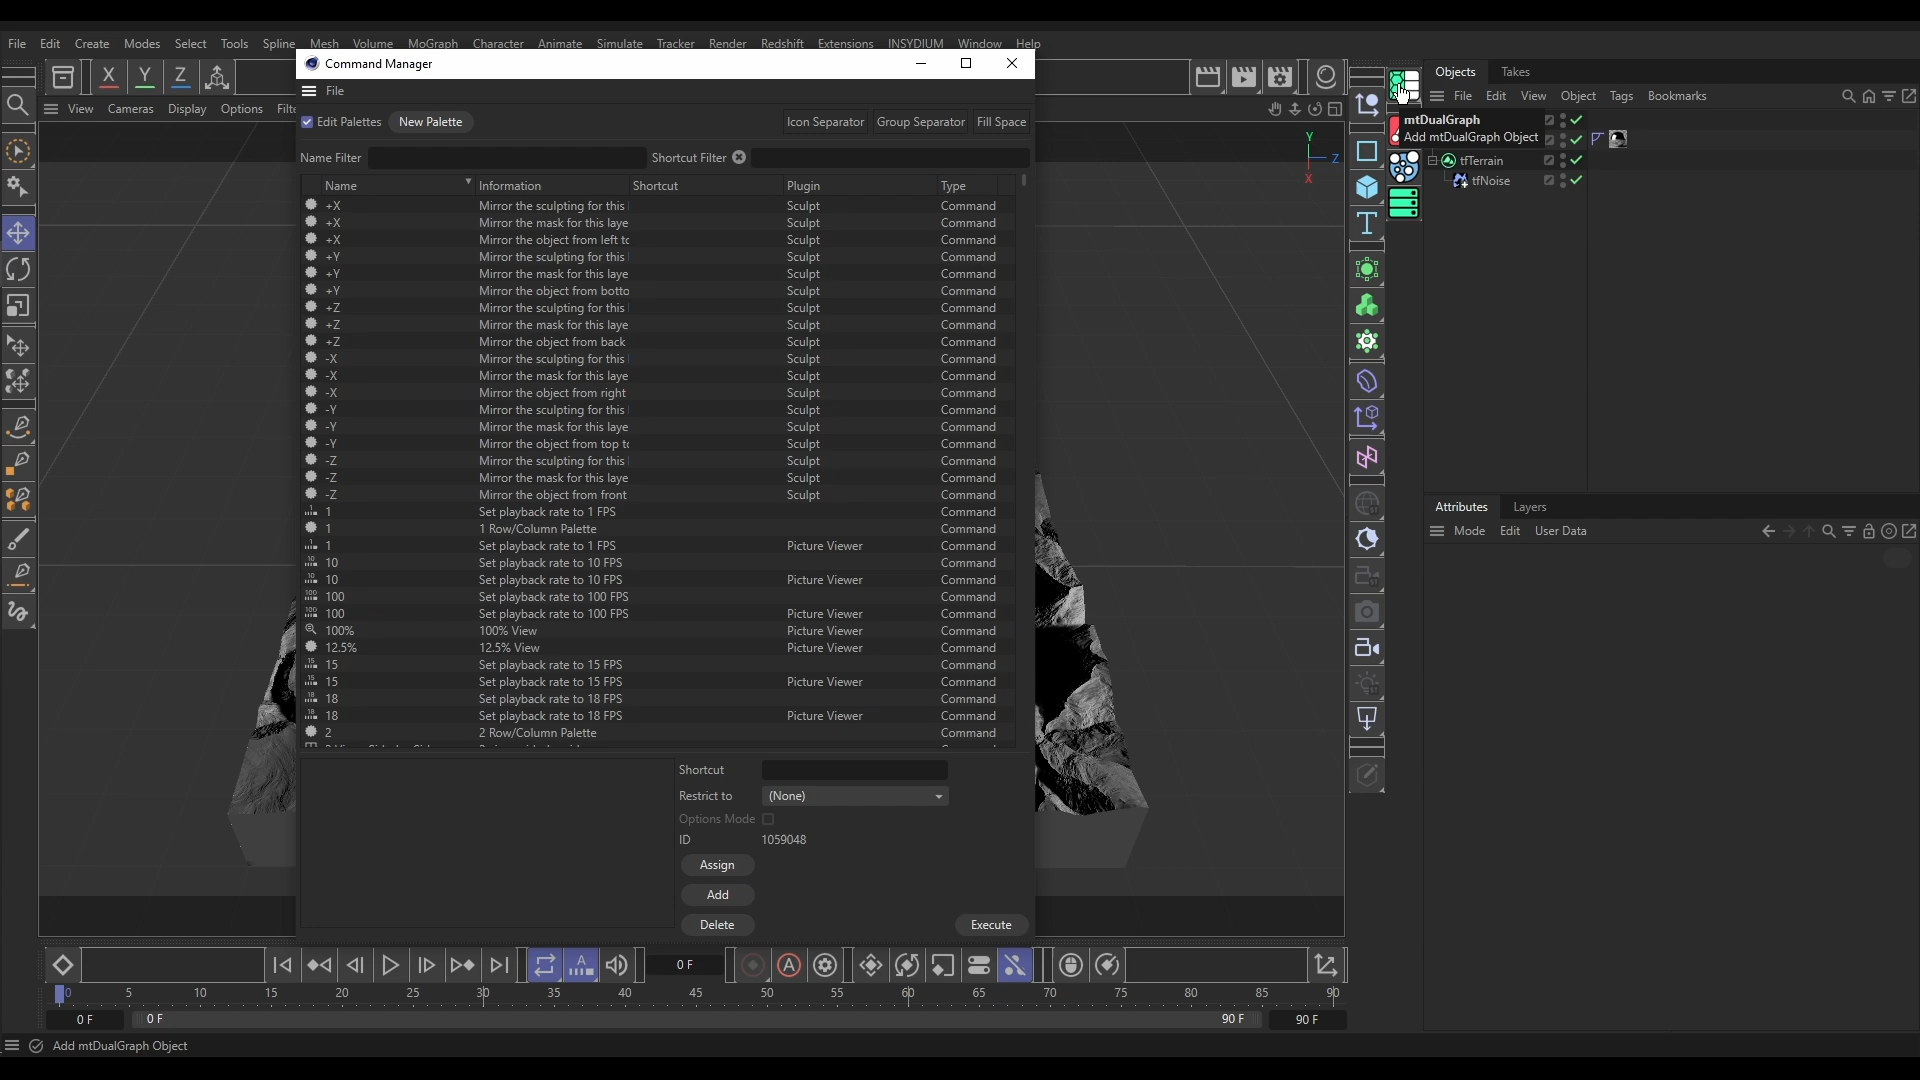 File Edit Create Modes Select Tools Spline Mesh Volume MoGraph Character Animate Simulate Tracker Render Redshift Extensions INSYDIUM Window Help
Command Manager
File
X Y Z
View Cameras Display Options
Edit Palettes New Palette Icon Separator Group Separator Fill Space
Name Filter Shortcut Filter
Name Information Shortcut Plugin Type
+X Mirror the sculpting for this Sculpt Command
+X Mirror the mask for this laye Sculpt Command
+X Mirror the object from left to Sculpt Command
+Y Mirror the sculpting for this Sculpt Command
+Y Mirror the mask for this laye Sculpt Command
+Y Mirror the object from botto Sculpt Command
+Z Mirror the sculpting for this Sculpt Command
+Z Mirror the mask for this laye Sculpt Command
+Z Mirror the object from back Sculpt Command
-X Mirror the sculpting for this Sculpt Command
-X Mirror the mask for this laye Sculpt Command
-X Mirror the object from right Sculpt Command
-Y Mirror the sculpting for this Sculpt Command
-Y Mirror the mask for this laye Sculpt Command
-Y Mirror the object from top to Sculpt Command
-Z Mirror the sculpting for this Sculpt Command
-Z Mirror the mask for this laye Sculpt Command
-Z Mirror the object from front Sculpt Command
1 Set playback rate to 1 FPS Command
1 1 Row/Column Palette Command
1 Set playback rate to 1 FPS Picture Viewer Command
10 Set playback rate to 10 FPS Command
10 Set playback rate to 10 FPS Picture Viewer Command
100 Set playback rate to 100 FPS Command
100 Set playback rate to 100 FPS Picture Viewer Command
100% 100% View Picture Viewer Command
12.5% 12.5% View Picture Viewer Command
15 Set playback rate to 15 FPS Command
15 Set playback rate to 15 FPS Picture Viewer Command
18 Set playback rate to 18 FPS Command
18 Set playback rate to 18 FPS Picture Viewer Command
2 2 Row/Column Palette Command
Shortcut
Restrict to (None)
Options Mode
ID 1059048
Assign
Add
Delete Execute
Y
Z
X
Objects Takes
File Edit View Object Tags Bookmarks
mtDualGraph
Add mtDualGraph Object
tfTerrain
tfNoise
Attributes Layers
Mode Edit User Data
0 F
0 5 10 15 20 25 30 35 40 45 50 55 60 65 70 75 80 85 90
0 F 0 F 90 F 90 F
Add mtDualGraph Object